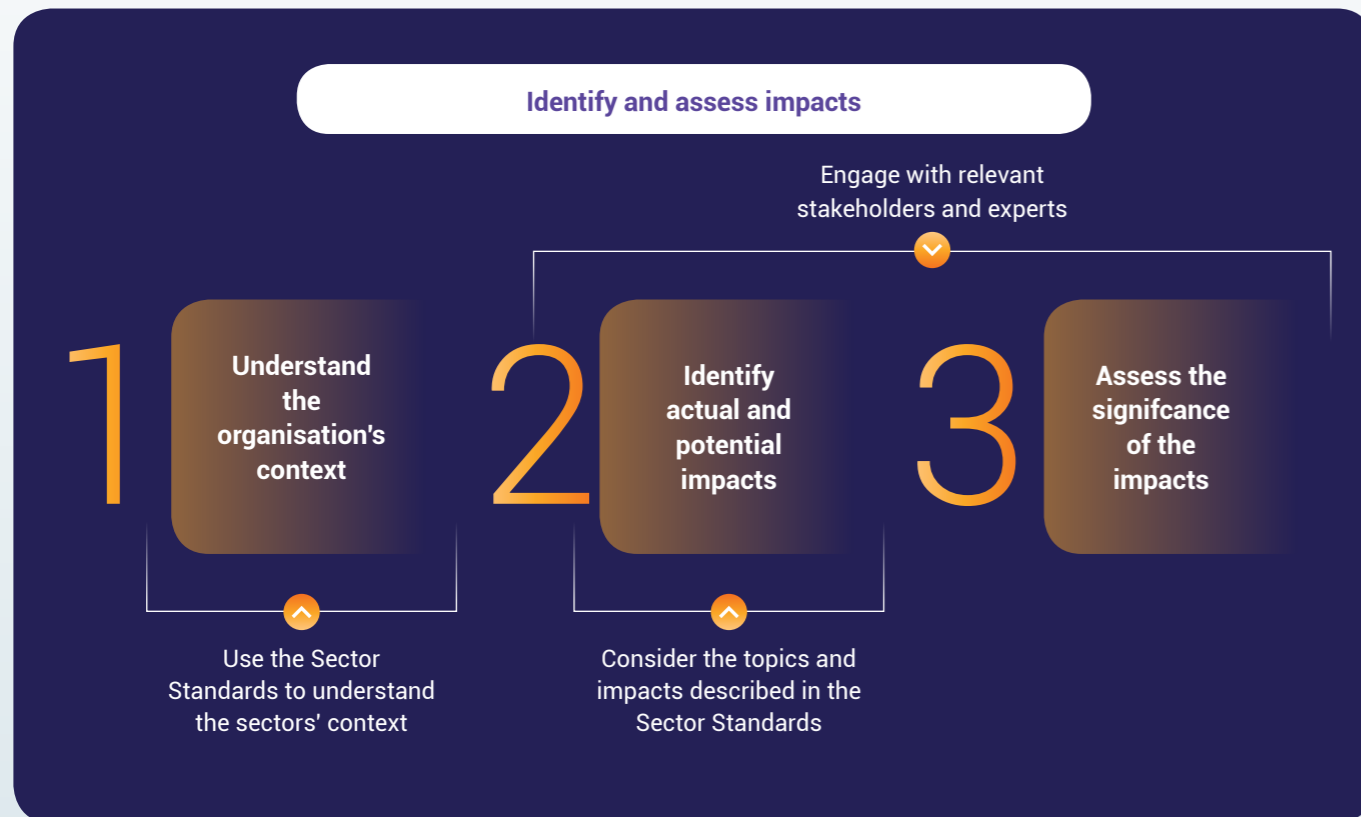 Identify and assess impacts
Engage with relevant
stakeholders and experts
1
Understand
the
organisation's
context
2
Identify
actual and
potential
impacts
3
Assess the
signifcance
of the
impacts
Use the Sector
Standards to understand
the sectors' context
Consider the topics and
impacts described in the
Sector Standards